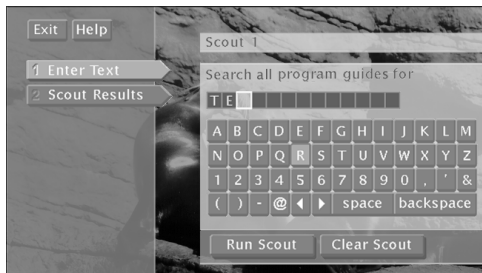 Exit Help
Scout 1
1 Enter Text
2 Scout Results
Search all program guides for
TE
A B C D E F G H I J K L M
N O P Q R S T U V W X Y Z
1 2 3 4 5 6 7 8 9 0 , ' &
( ) - @ space backspace
Run Scout Clear Scout